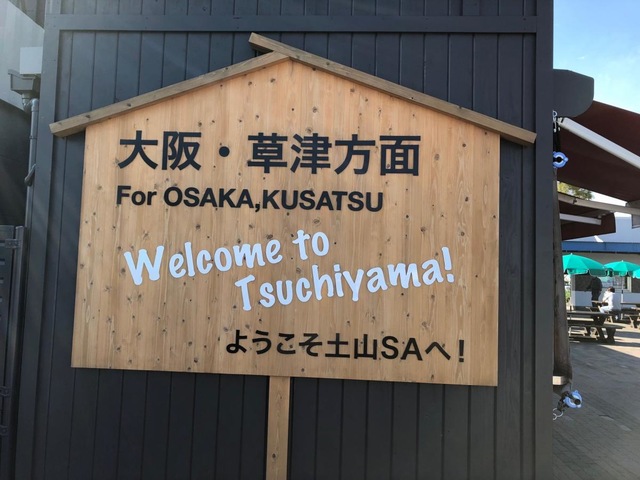 大阪・草津方面
For OSAKA,KUSATSU
Welcome to
Tsuchiyama!
ようこそ土山SAへ！